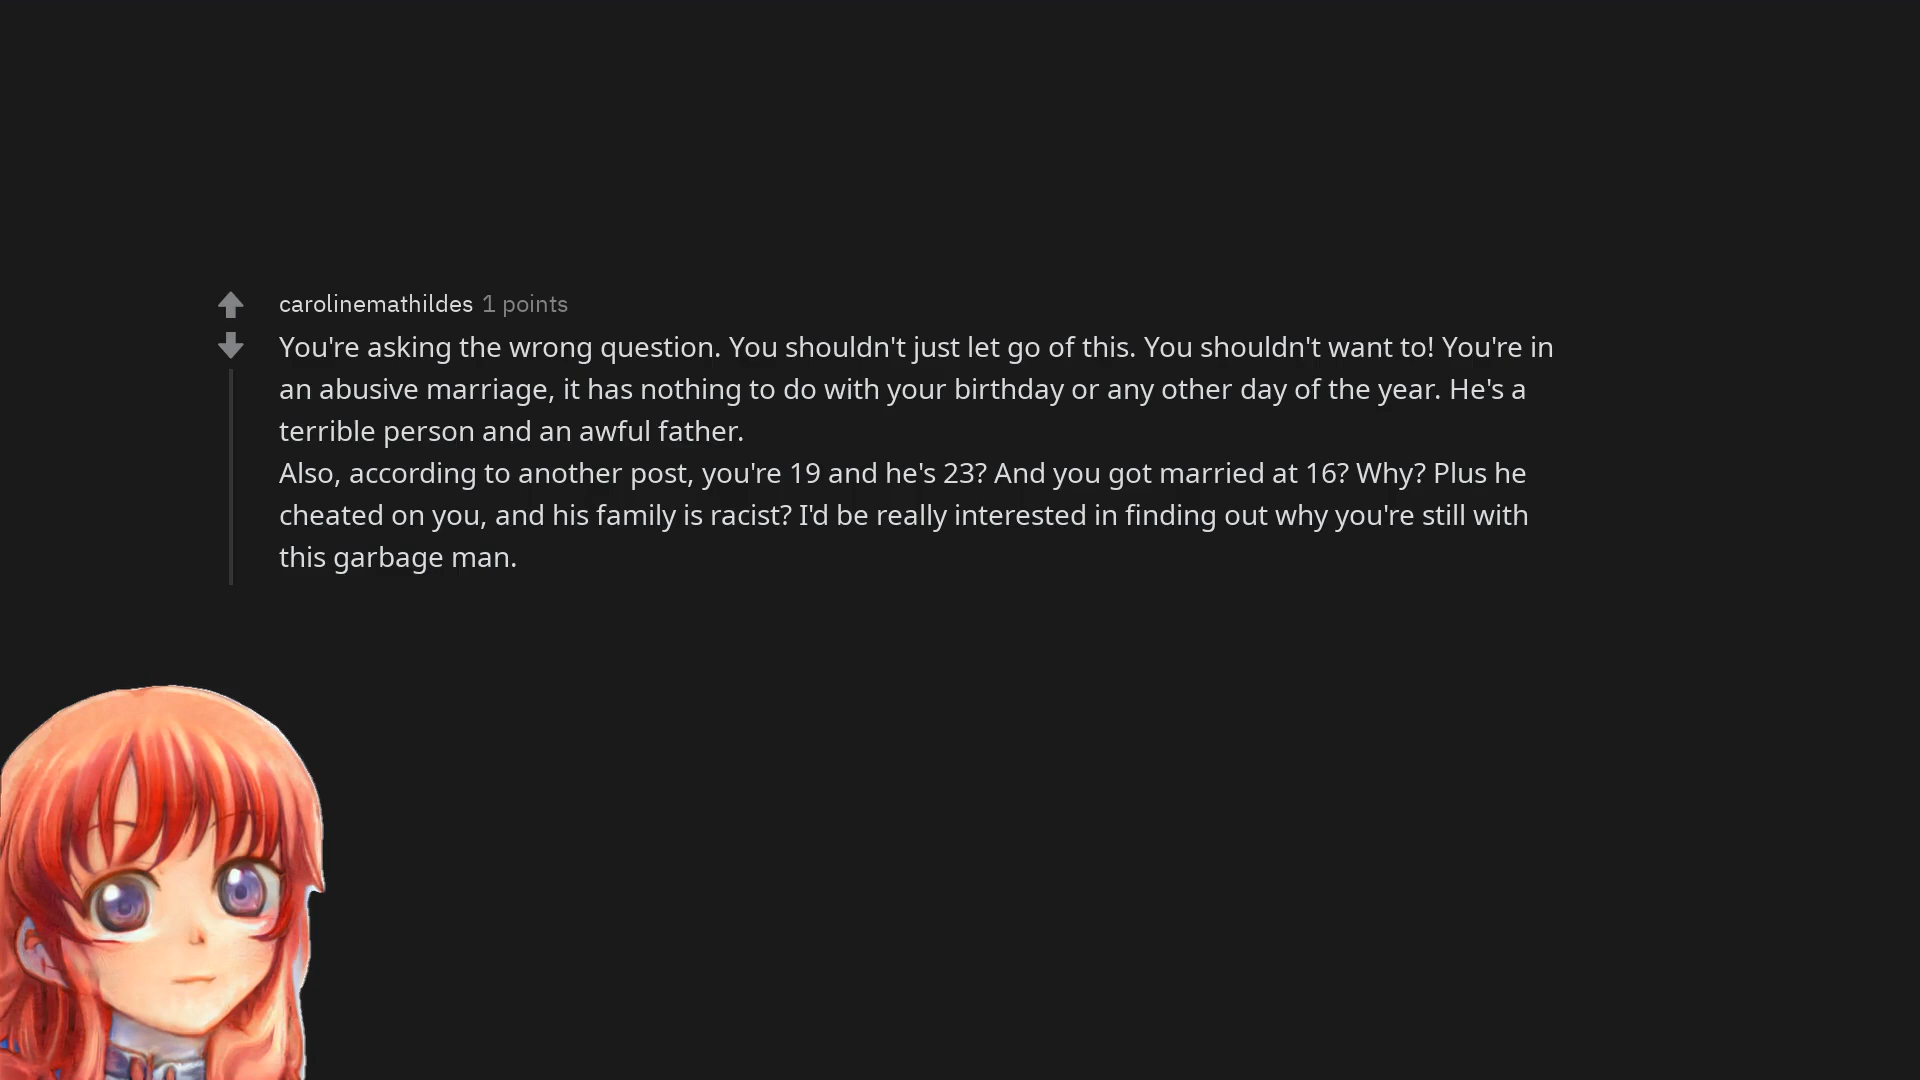 carolinemathildes 1 points
You're asking the wrong question. You shouldn't just let go of this. You shouldn't want to! You're in
an abusive marriage, it has nothing to do with your birthday or any other day of the year. He's a
terrible person and an awful father.
Also, according to another post, you're 19 and he's 23? And you got married at 16? Why? Plus he
cheated on you, and his family is racist? I'd be really interested in finding out why you're still with
this garbage man.